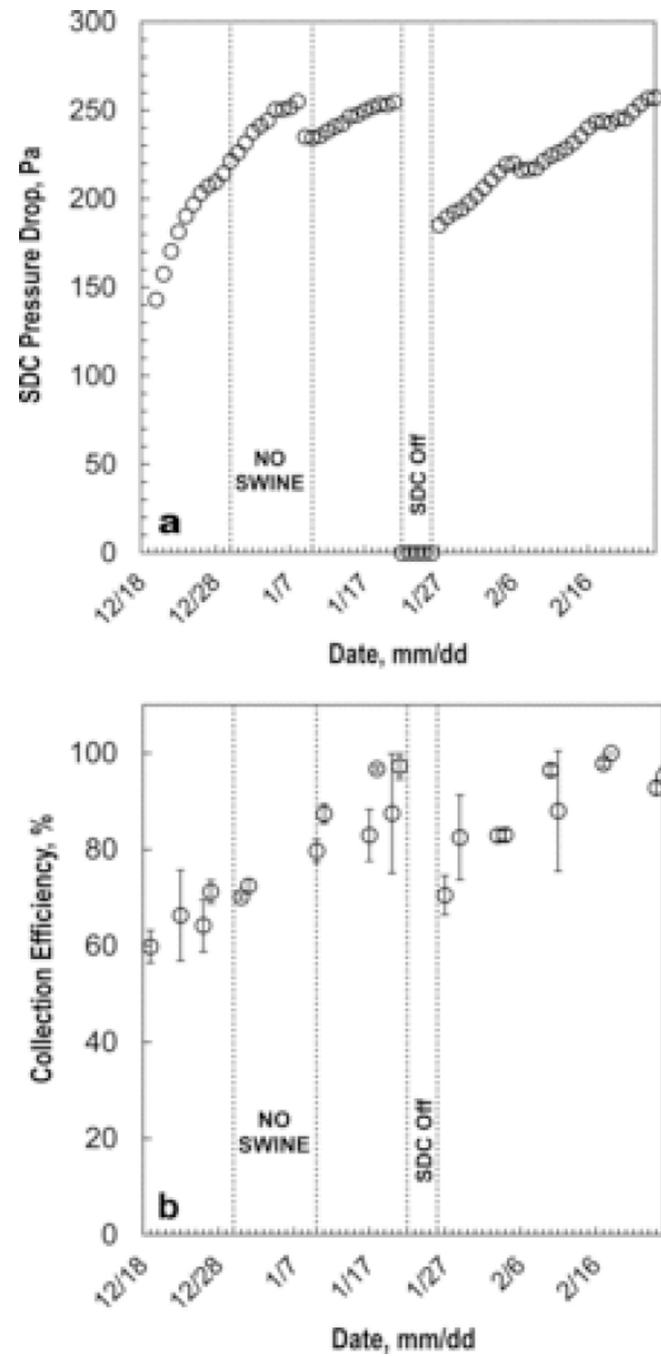 300
250
200
150
100
50
0
SDC Pressure Drop, Pa
NO
SWINE
SDC Off
a
12/18
12/28
1/7
1/17
1/27
2/6
2/16
Date, mm/dd
100
80
60
40
20
0
Collection Efficiency, %
NO
SWINE
SDC Off
b
12/18
12/28
1/7
1/17
1/27
2/6
2/16
Date, mm/dd